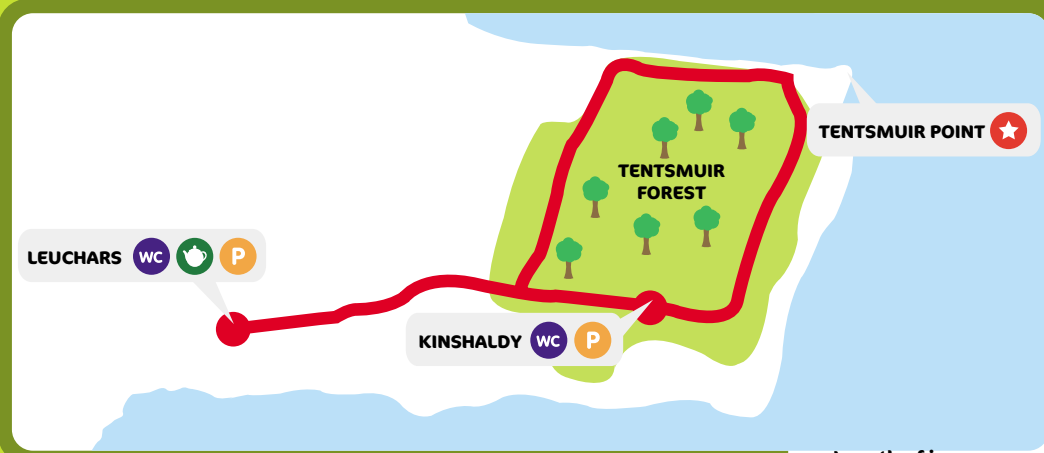 TENTSMUIR POINT
TENTSMUIR
FOREST
LEUCHARS WC P
KINSHALDY WC P